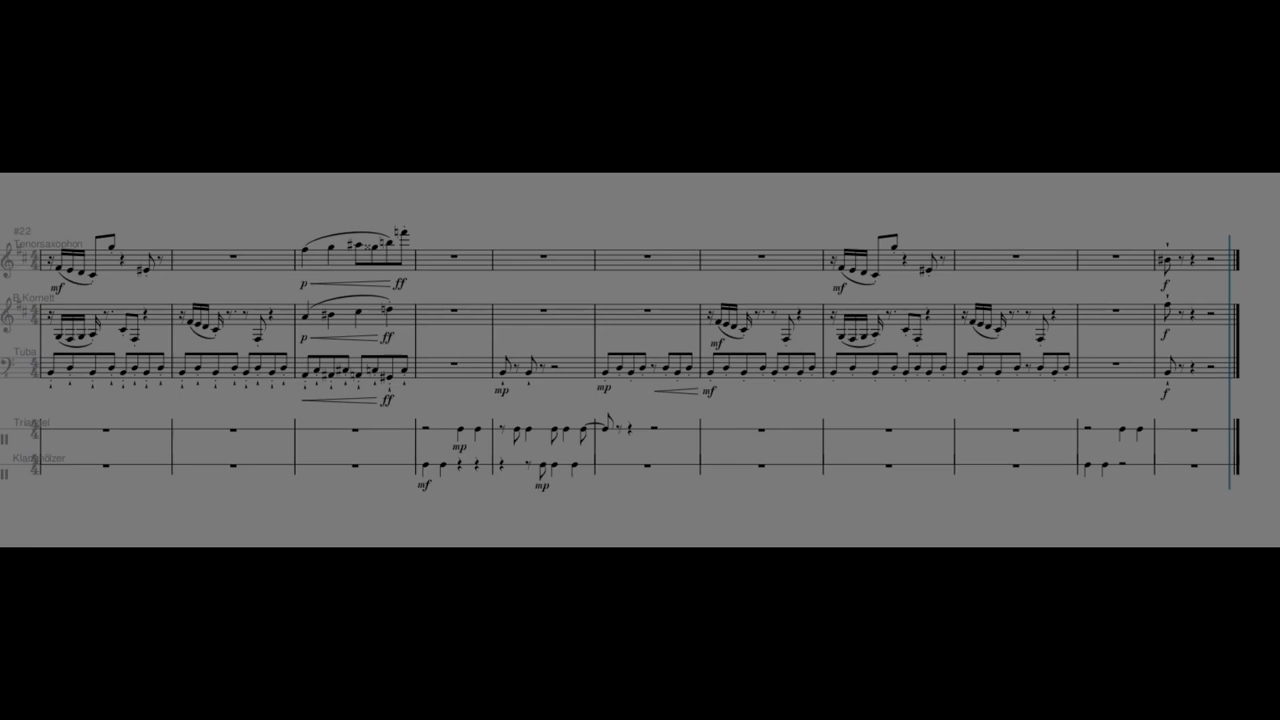 #22
Tenorsaxophon
mf
p
ff
mf
f
B Kornett
p
ff
mf
f
Tuba
ff
mp
mp
mf
f
Triangel
mp
Klanghölzer
mf
mp